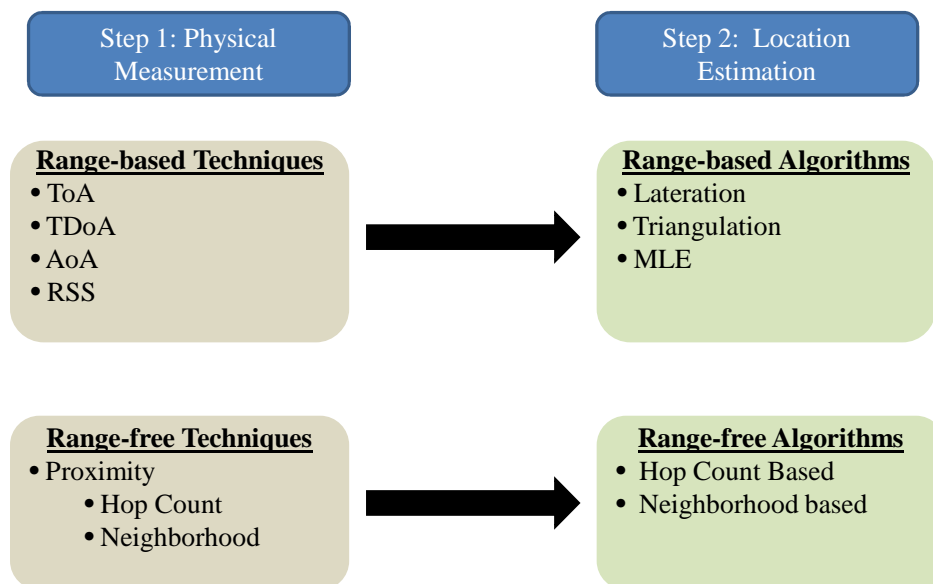 Step 1: Physical
Measurement
Step 2: Location
Estimation
Range-based Techniques
• ToA
• TDoA
• AoA
• RSS
Range-based Algorithms
• Lateration
• Triangulation
• MLE
Range-free Techniques
• Proximity
• Hop Count
• Neighborhood
Range-free Algorithms
• Hop Count Based
• Neighborhood based